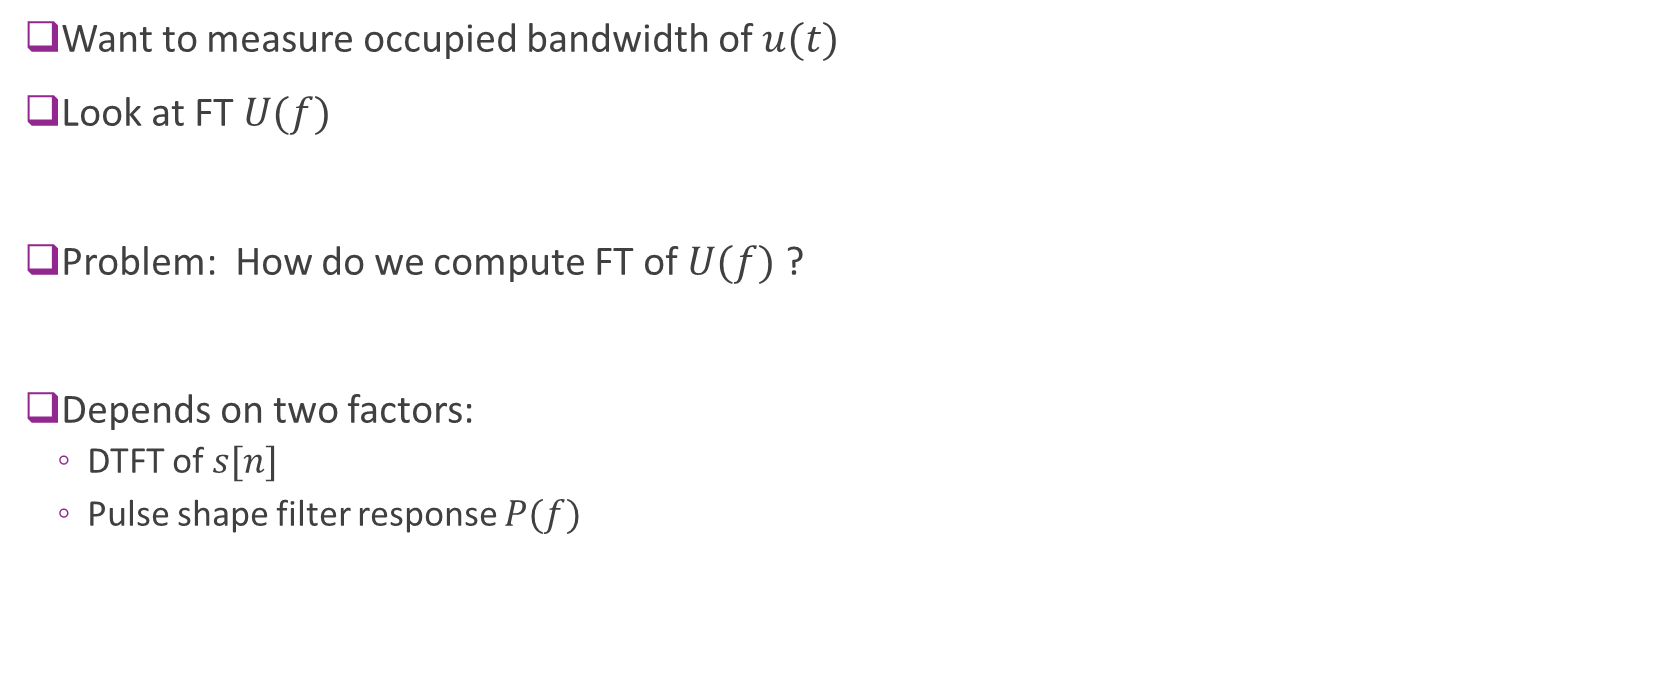 ❑Want to measure occupied bandwidth of 𝑢(𝑡)
❑Look at FT 𝑈(𝑓)
❑Problem:  How do we compute FT of 𝑈(𝑓) ?
❑Depends on two factors:
◦ DTFT of 𝑠[𝑛]
◦ Pulse shape filter response 𝑃(𝑓)